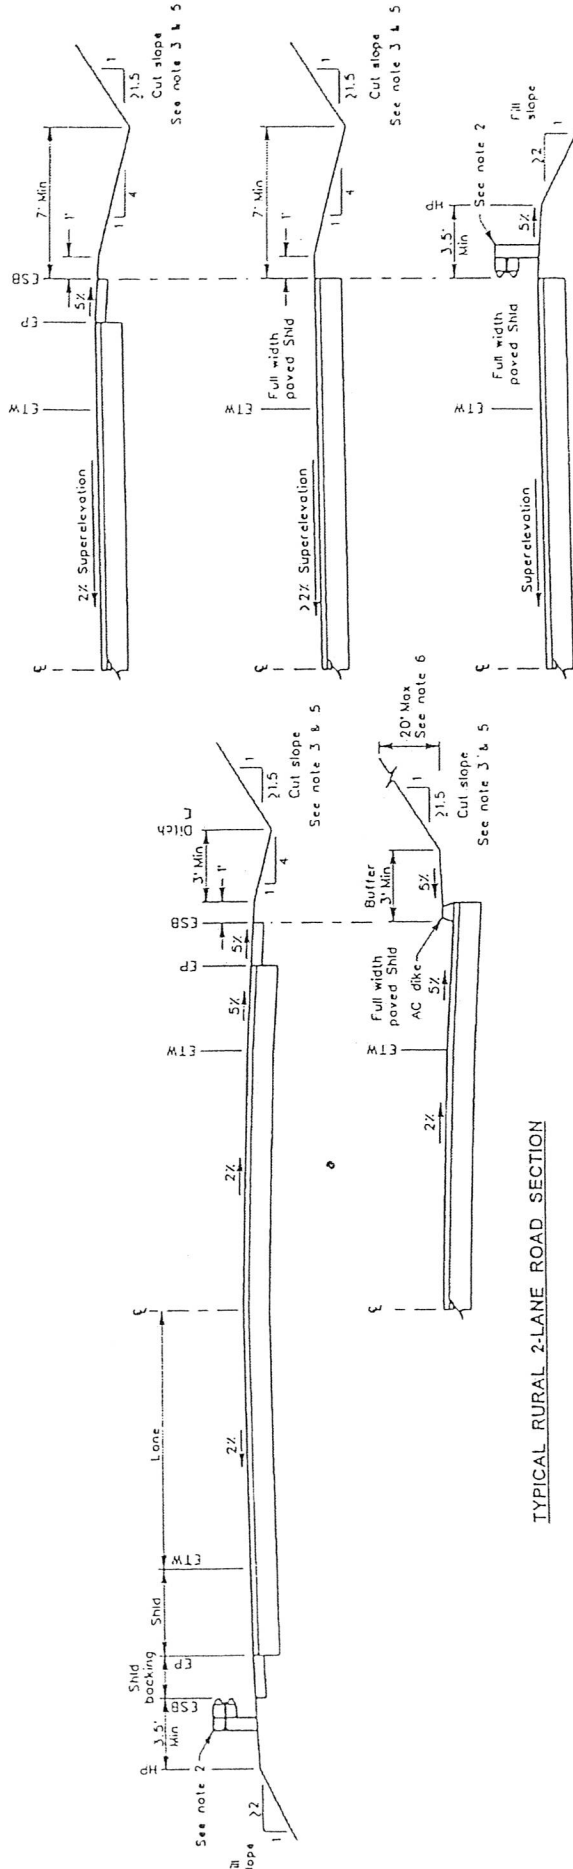 HP
3.5'
Min
ESB
Shld
backing
EP
Shld
ETW
Lane
℄
2%
2%
ETW
5%
EP
5%
ESB
1'
3' Min
Ditch
1
4
1
≥1.5
Cut slope
See note 3 & 5
See note 2
≥2
1
slope
℄
2%
ETW
Full width
paved Shld
5%
AC dike
Buffer
3' Min
5%
20' Max
See note 6
1
≥1.5
Cut slope
See note 3 & 5
℄
2% Superelevation
ETW
EP
5%
ESB
1'
7' Min
1
4
1
≥1.5
Cut slope
See note 3 & 5
℄
>2% Superelevation
ETW
Full width
paved Shld
1'
7' Min
1
4
1
≥1.5
Cut slope
See note 3 & 5
℄
Superelevation
ETW
Full width
paved Shld
3.5'
Min
HP
5%
See note 2
≥2
1
Fill
slope
TYPICAL RURAL 2-LANE ROAD SECTION